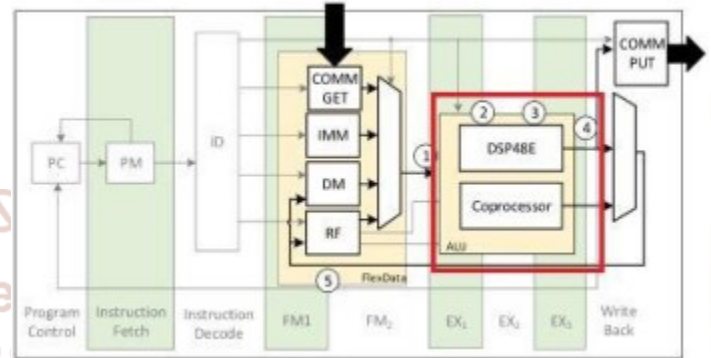 COMM
GET
COMM
PUT
IMM
DM
RF
PC
PM
ID
1
2
3
4
DSP48E
Coprocessor
ALU
5
FlexData
Program
Control
Instruction
Fetch
Instruction
Decode
FM1
FM₂
EX₁
EX₂
EX₃
Write
Back